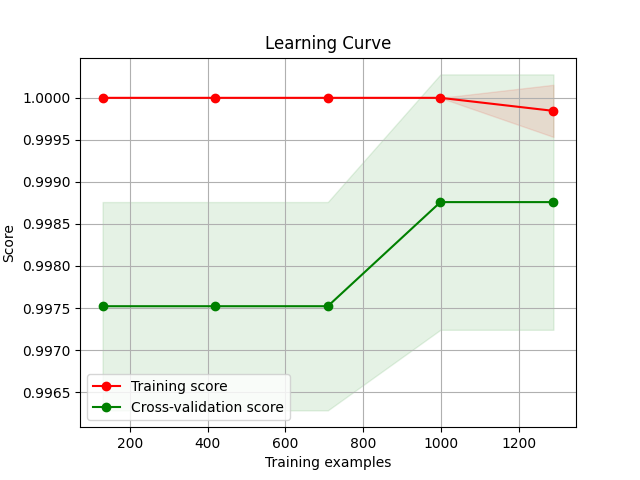 Learning Curve
1.0000
0.9995
0.9990
0.9985
0.9980
0.9975
0.9970
0.9965
Score
Training score
Cross-validation score
200 400 600 800 1000 1200
Training examples